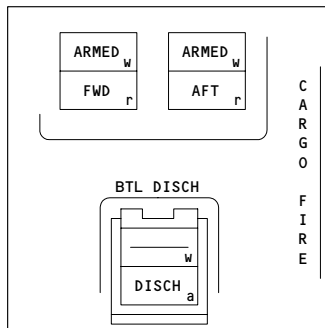 ARMED w ARMED w
FWD r AFT r
CARGO FIRE
BTL DISCH
w
DISCH a